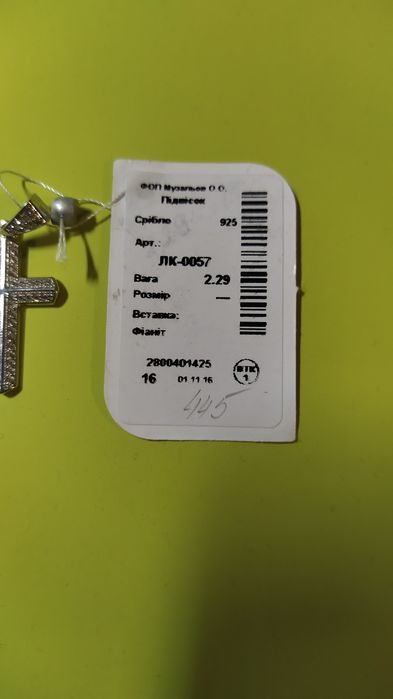 ФОП Музальов О.О.
Підвісок
Срібло 925
Арт.:
ЛК-0057
Вага 2.29
Розмір —
Вставка:
Фіаніт
2800401425
16 01 11 16
ВТК
1
445